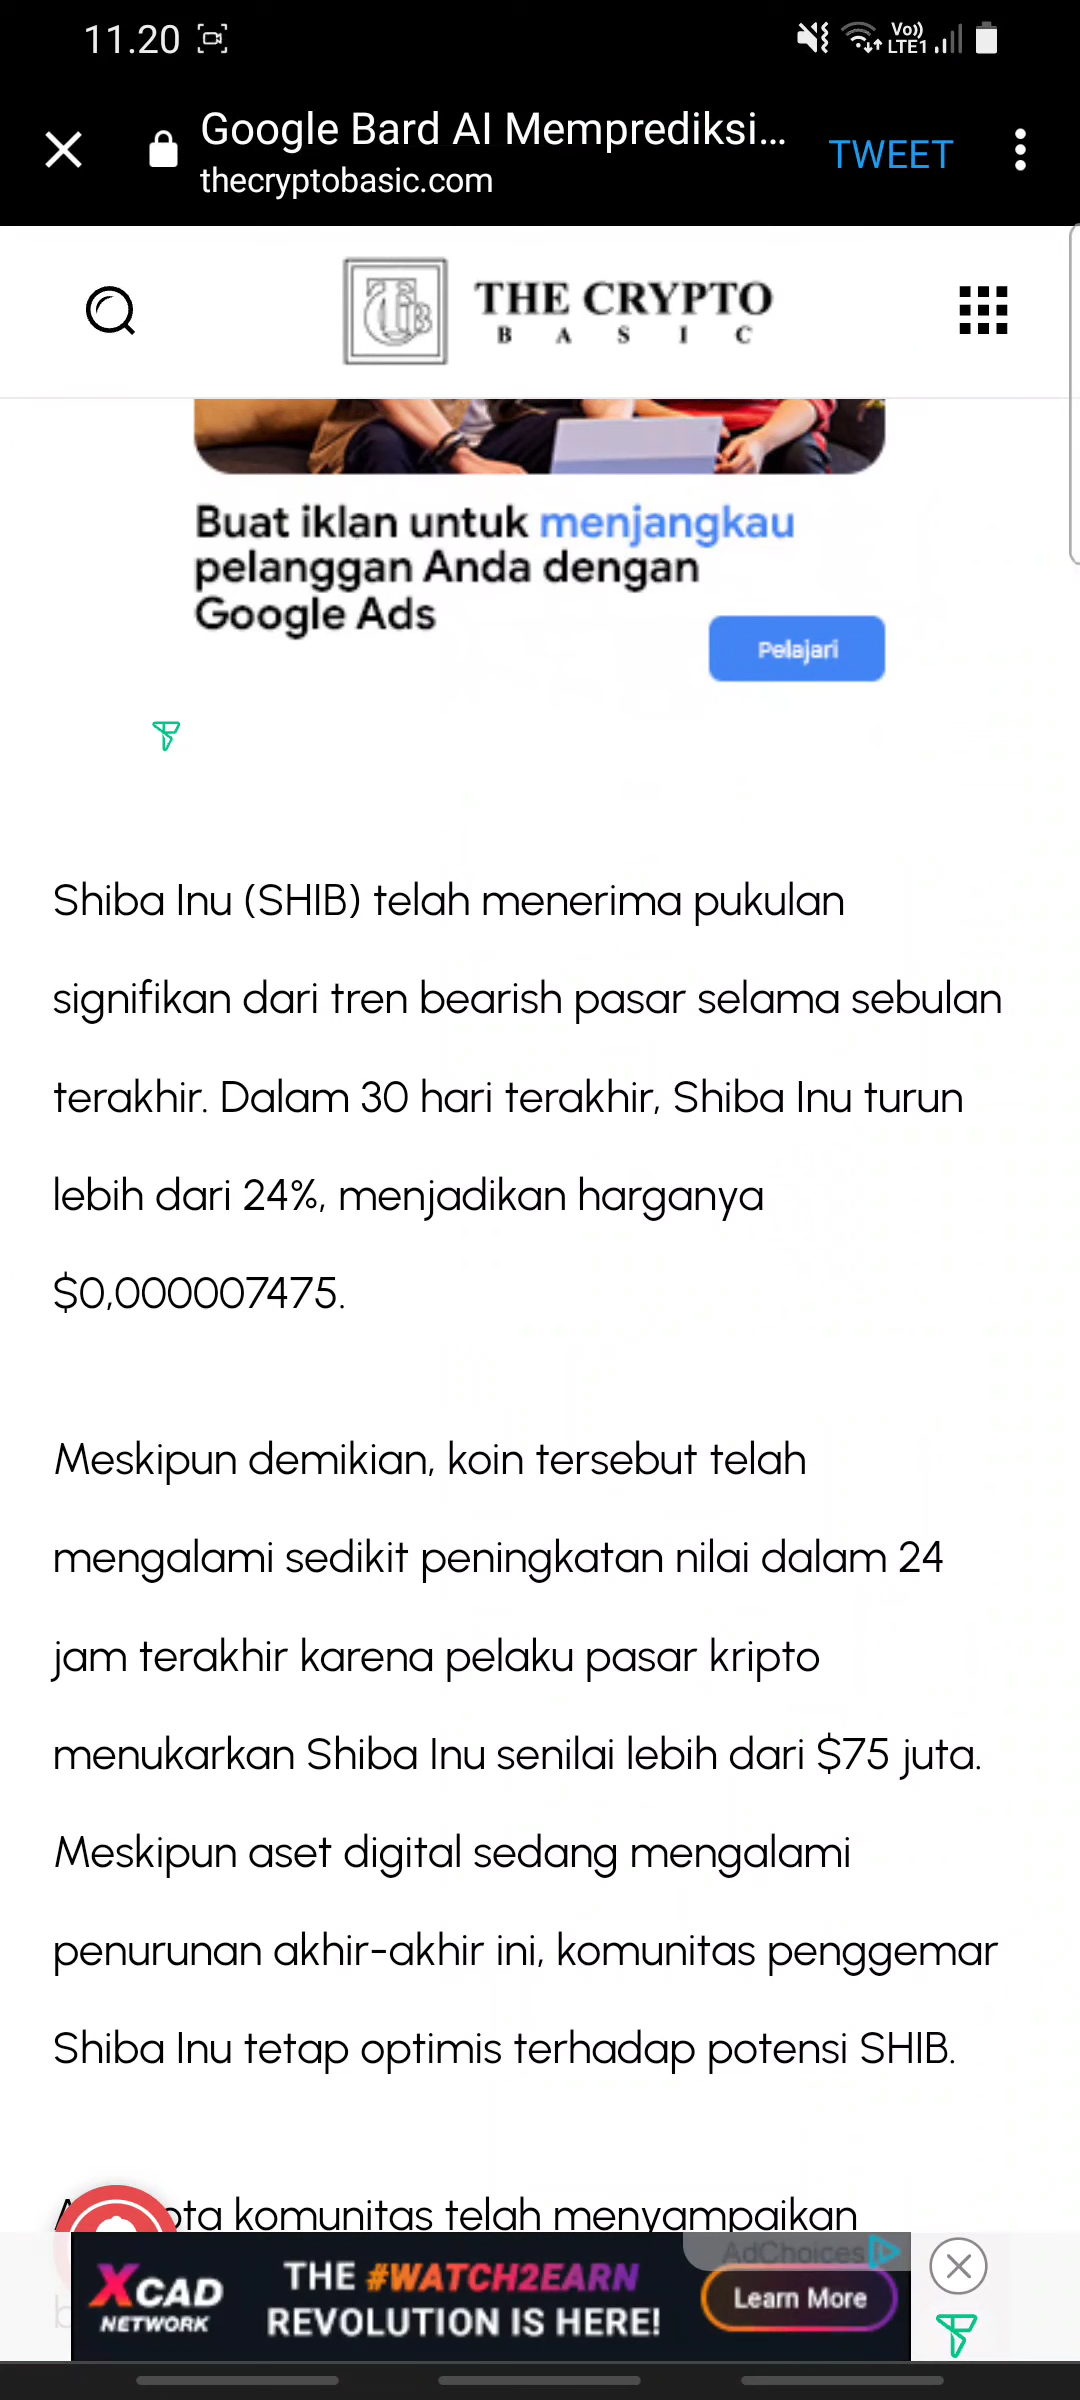 11.20
Vo))
LTE1
Google Bard AI Memprediksi...
thecryptobasic.com
TWEET
THE CRYPTO
BASIC
Buat iklan untuk menjangkau
pelanggan Anda dengan
Google Ads
Pelajari
Shiba Inu (SHIB) telah menerima pukulan
signifikan dari tren bearish pasar selama sebulan
terakhir. Dalam 30 hari terakhir, Shiba Inu turun
lebih dari 24%, menjadikan harganya
$0,000007475.
Meskipun demikian, koin tersebut telah
mengalami sedikit peningkatan nilai dalam 24
jam terakhir karena pelaku pasar kripto
menukarkan Shiba Inu senilai lebih dari $75 juta.
Meskipun aset digital sedang mengalami
penurunan akhir-akhir ini, komunitas penggemar
Shiba Inu tetap optimis terhadap potensi SHIB.
komunitas telah menyampaikan
AdChoices
XCAD
NETWORK
THE #WATCH2EARN
REVOLUTION IS HERE!
Learn More